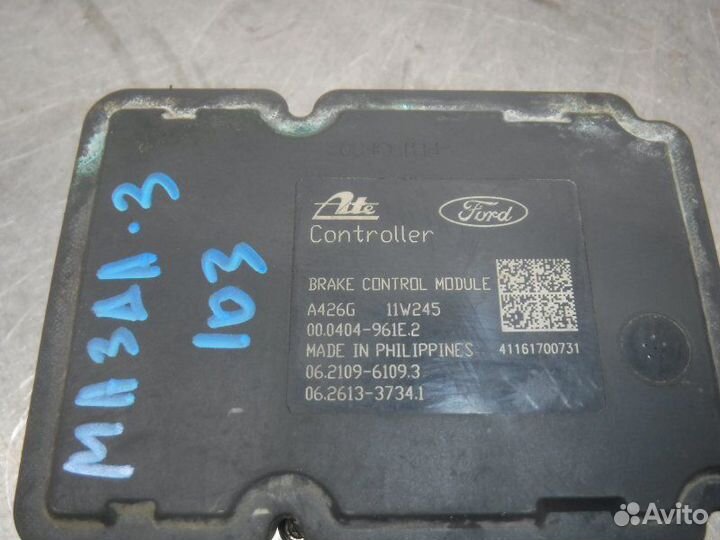 Ate
Ford
Controller
BRAKE CONTROL MODULE
A426G 11W245
00.0404-961E.2
MADE IN PHILIPPINES 41161700731
06.2109-6109.3
06.2613-3734.1
МАЗДА.3
103
Avito